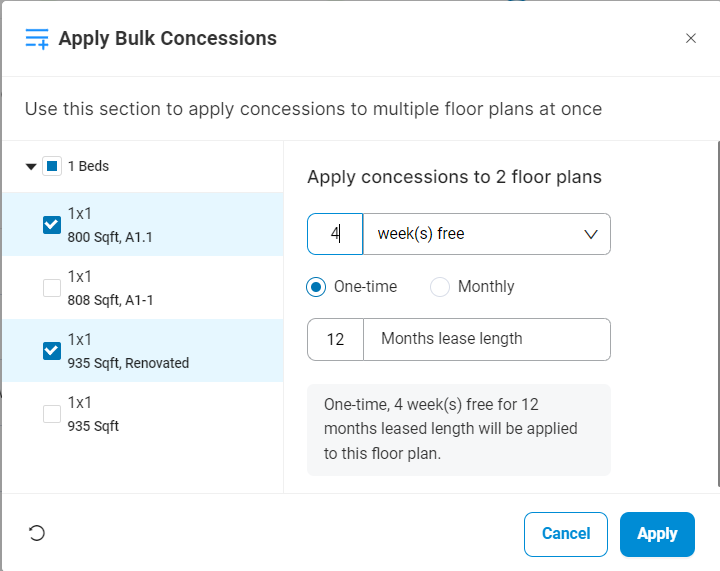 Apply Bulk Concessions
Use this section to apply concessions to multiple floor plans at once
1 Beds
1x1
800 Sqft, A1.1
1x1
808 Sqft, A1-1
1x1
935 Sqft, Renovated
1x1
935 Sqft
Apply concessions to 2 floor plans
4 week(s) free
One-time Monthly
12 Months lease length
One-time, 4 week(s) free for 12
months leased length will be applied
to this floor plan.
Cancel Apply